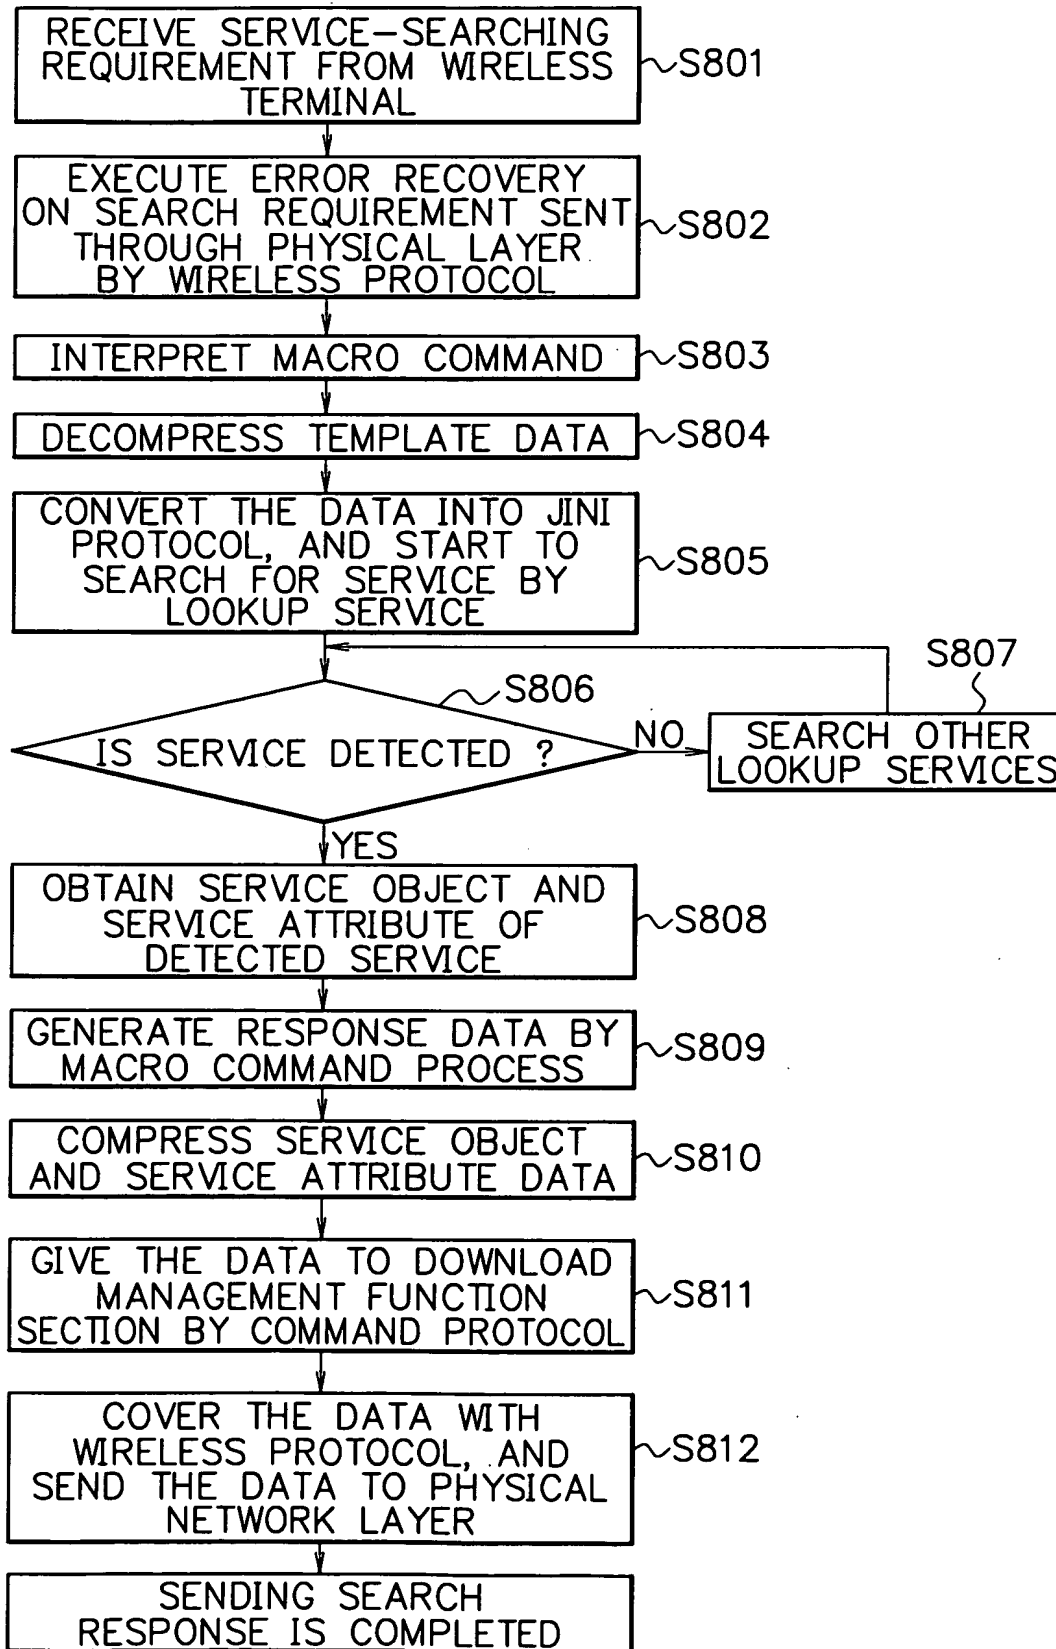 RECEIVE SERVICE-SEARCHING
REQUIREMENT FROM WIRELESS
TERMINAL
S801
EXECUTE ERROR RECOVERY
ON SEARCH REQUIREMENT SENT
THROUGH PHYSICAL LAYER
BY WIRELESS PROTOCOL
S802
INTERPRET MACRO COMMAND
S803
DECOMPRESS TEMPLATE DATA
S804
CONVERT THE DATA INTO JINI
PROTOCOL, AND START TO
SEARCH FOR SERVICE BY
LOOKUP SERVICE
S805
IS SERVICE DETECTED ?
S806
NO
SEARCH OTHER
LOOKUP SERVICES
S807
YES
OBTAIN SERVICE OBJECT AND
SERVICE ATTRIBUTE OF
DETECTED SERVICE
S808
GENERATE RESPONSE DATA BY
MACRO COMMAND PROCESS
S809
COMPRESS SERVICE OBJECT
AND SERVICE ATTRIBUTE DATA
S810
GIVE THE DATA TO DOWNLOAD
MANAGEMENT FUNCTION
SECTION BY COMMAND PROTOCOL
S811
COVER THE DATA WITH
WIRELESS PROTOCOL, AND
SEND THE DATA TO PHYSICAL
NETWORK LAYER
S812
SENDING SEARCH
RESPONSE IS COMPLETED